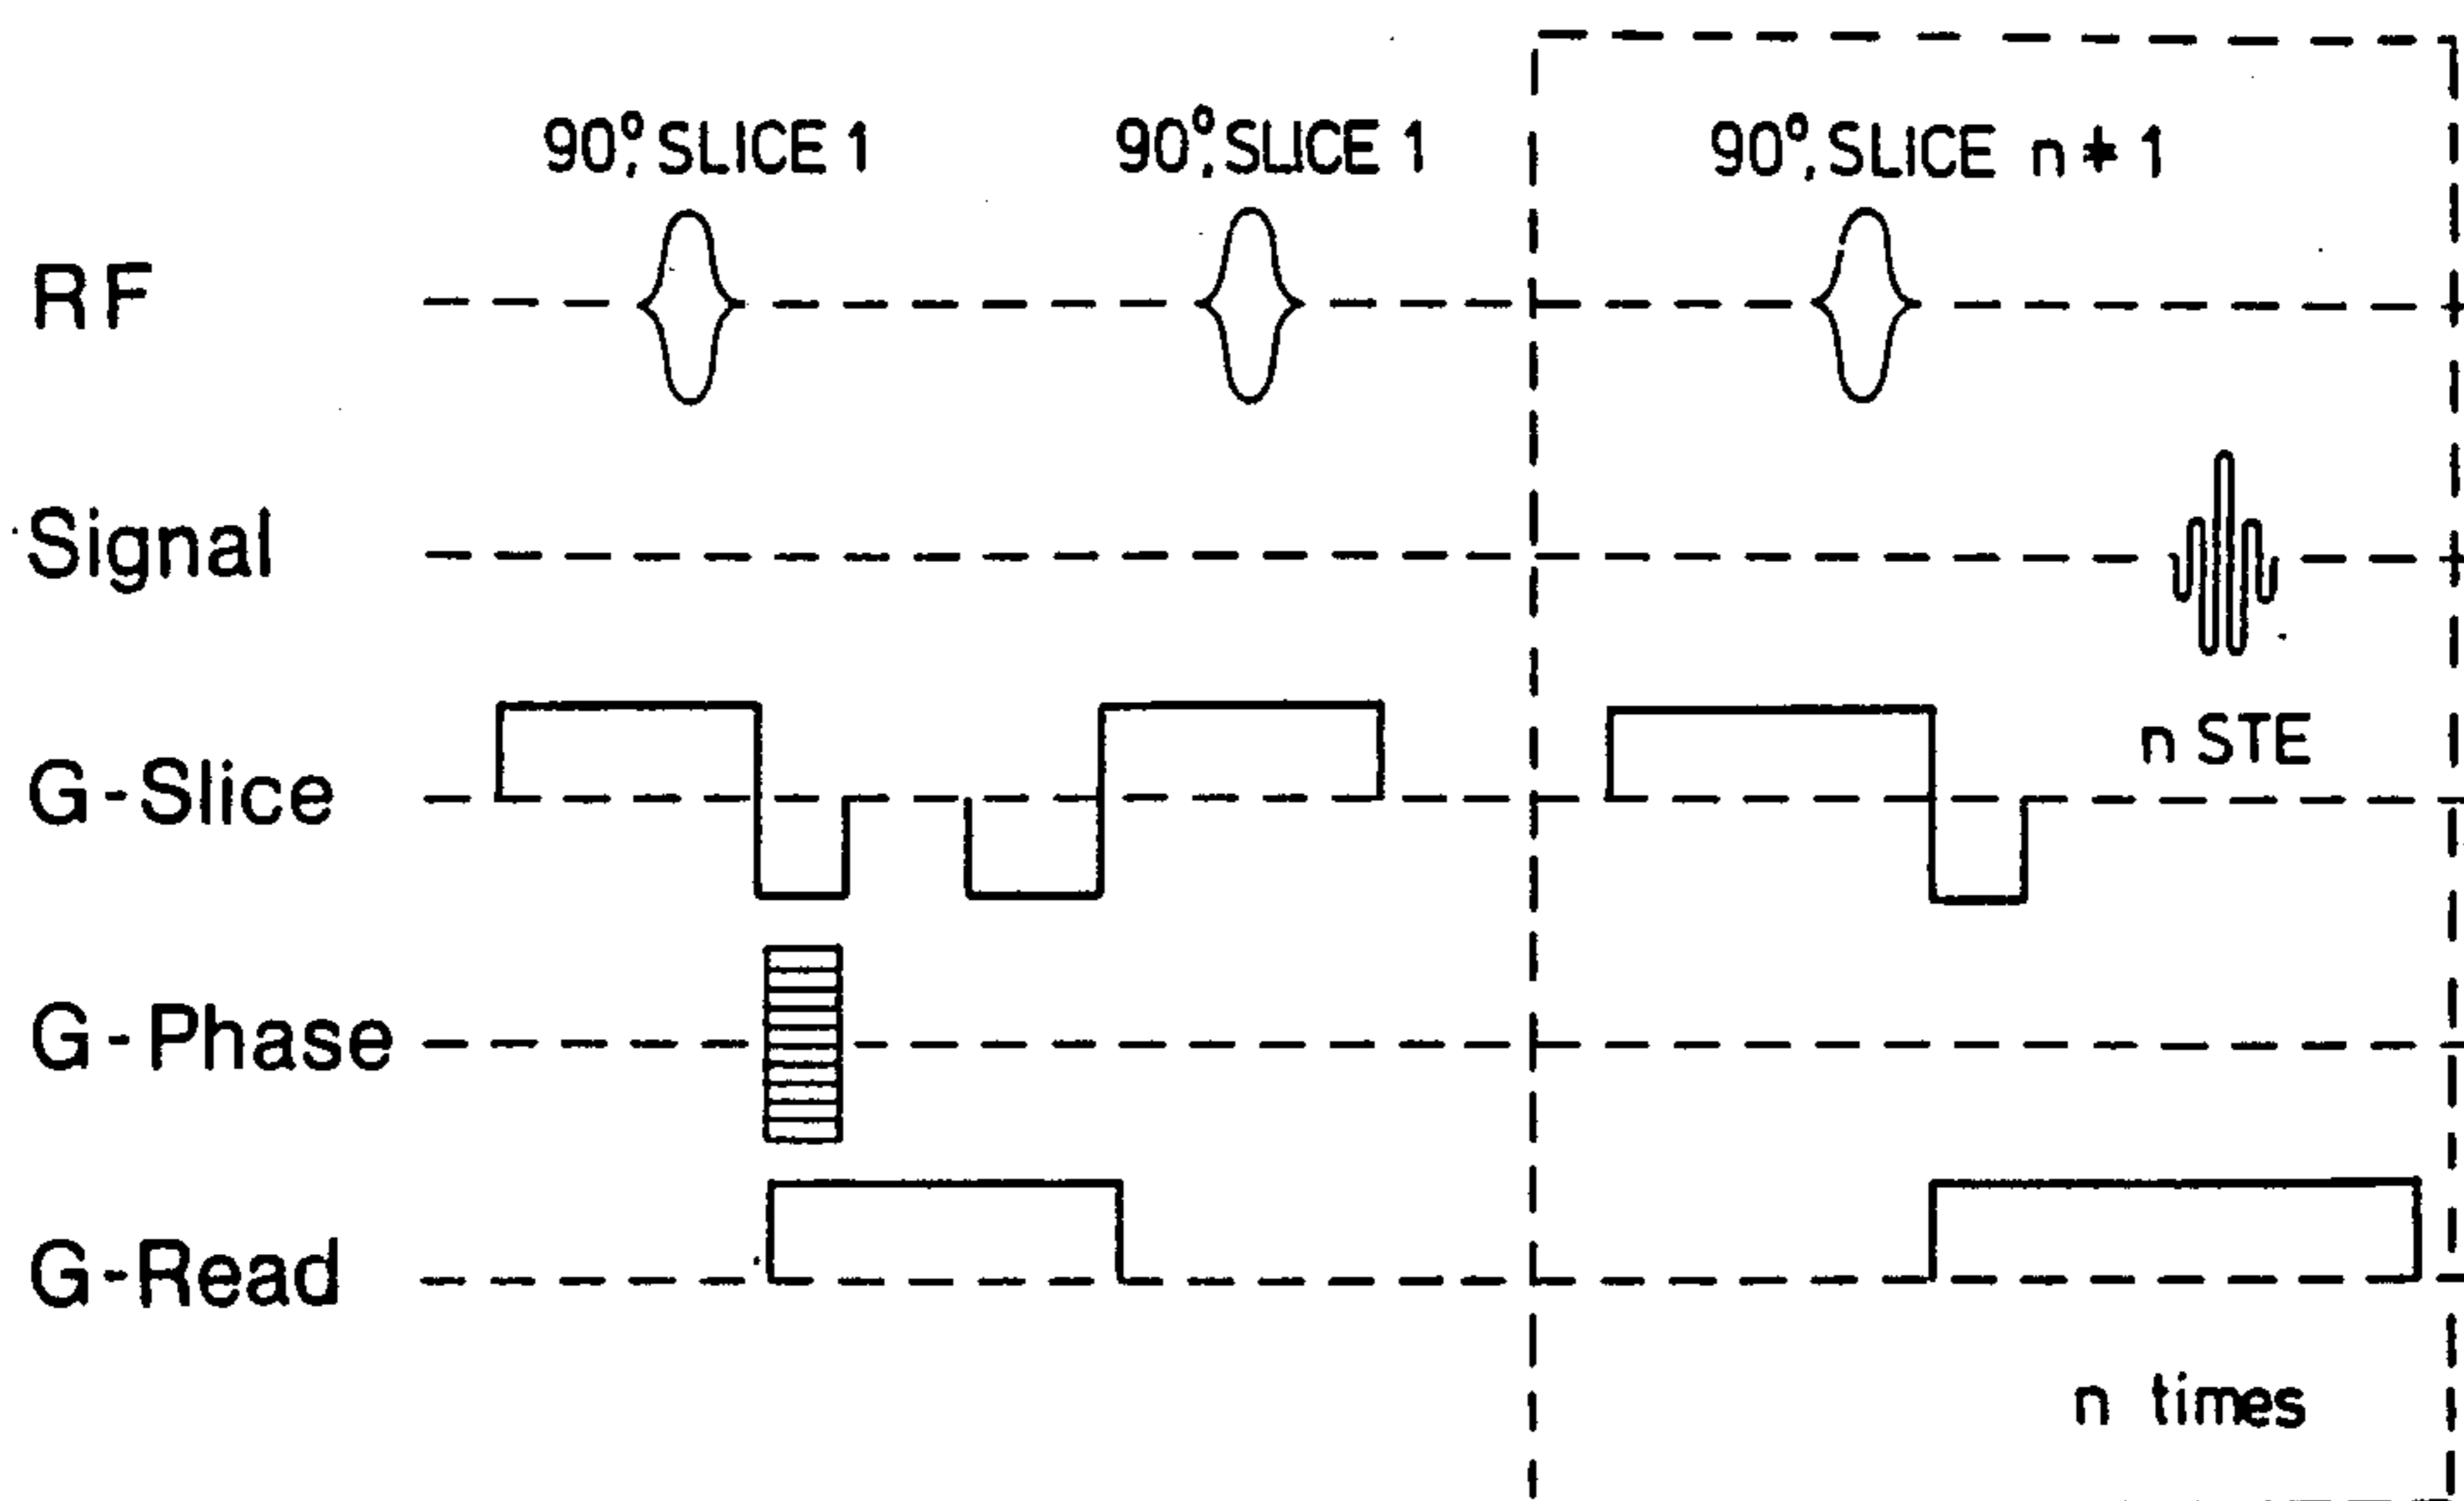 90°, SLICE 1
90°, SLICE 1
90°, SLICE n + 1
RF
Signal
n STE
G-Slice
G-Phase
G-Read
n times